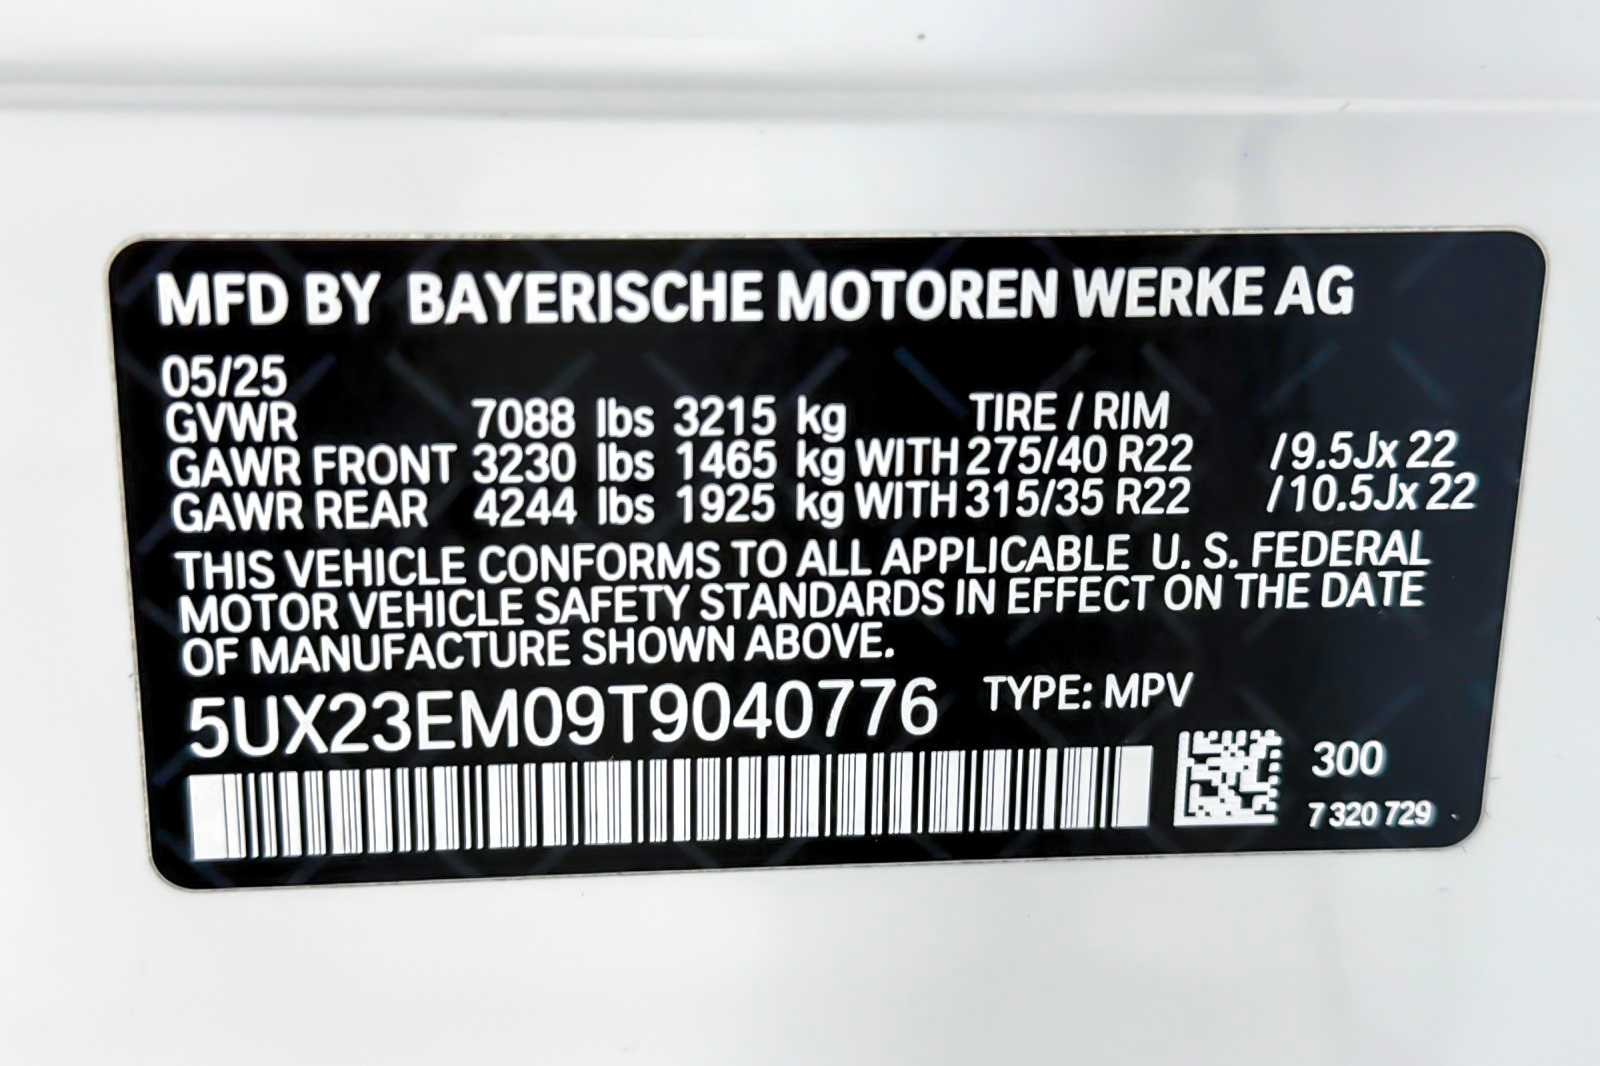 MFD BY BAYERISCHE MOTOREN WERKE AG
05/25
GVWR 7088 lbs 3215 kg TIRE / RIM
GAWR FRONT 3230 lbs 1465 kg WITH 275/40 R22 /9.5Jx 22
GAWR REAR 4244 lbs 1925 kg WITH 315/35 R22 /10.5Jx 22
THIS VEHICLE CONFORMS TO ALL APPLICABLE U. S. FEDERAL
MOTOR VEHICLE SAFETY STANDARDS IN EFFECT ON THE DATE
OF MANUFACTURE SHOWN ABOVE.
5UX23EM09T9040776 TYPE: MPV
300
7 320 729